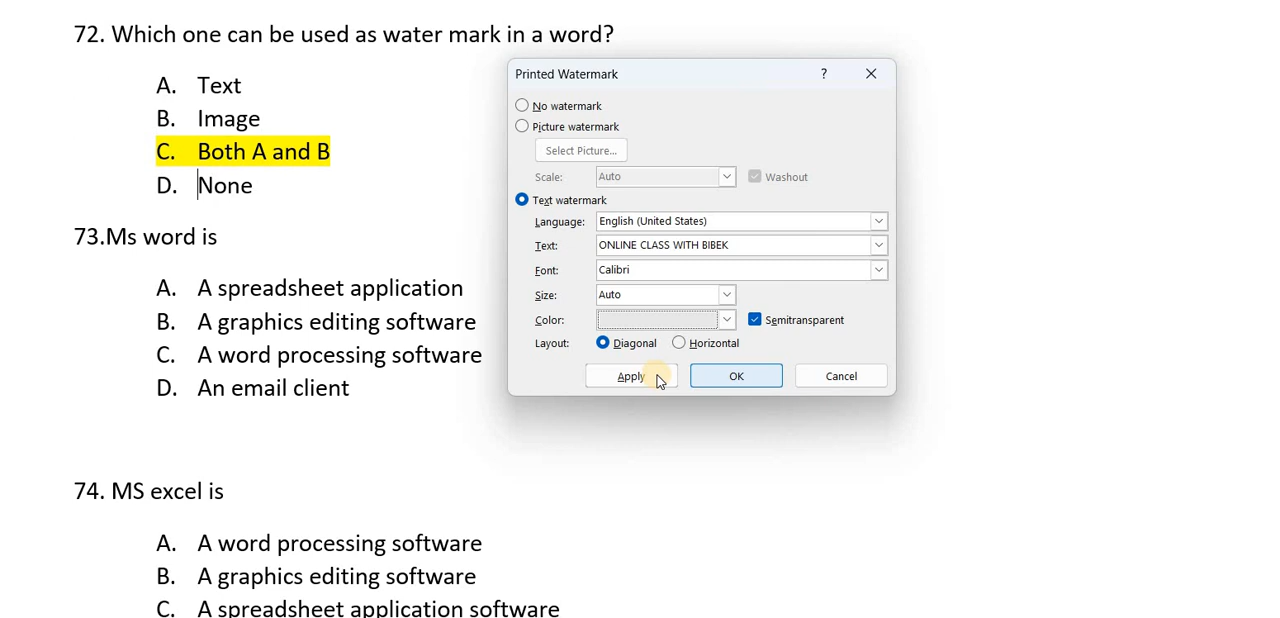 72. Which one can be used as water mark in a word?
A. Text
B. Image
C. Both A and B
D. None
73.Ms word is
A. A spreadsheet application
B. A graphics editing software
C. A word processing software
D. An email client
74. MS excel is
A. A word processing software
B. A graphics editing software
C. A spreadsheet application software
Printed Watermark ?
No watermark
Picture watermark
Select Picture...
Scale: Auto Washout
Text watermark
Language: English (United States)
Text: ONLINE CLASS WITH BIBEK
Font: Calibri
Size: Auto
Color: Semitransparent
Layout: Diagonal Horizontal
Apply OK Cancel